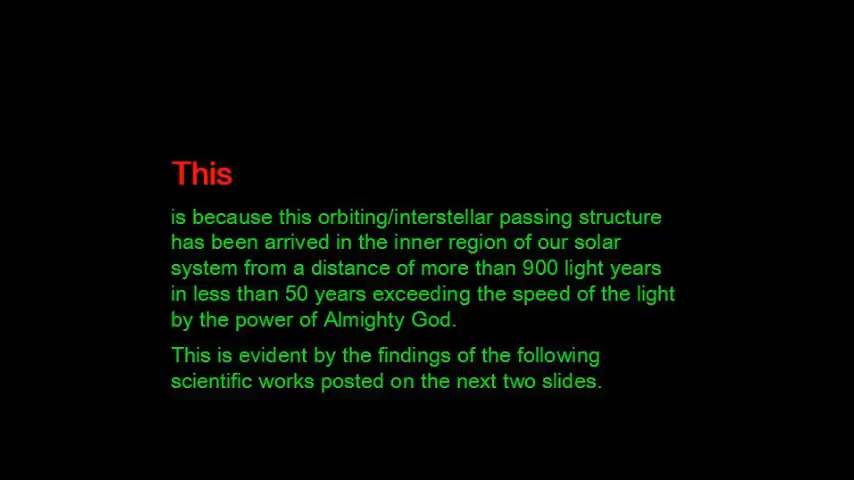 This
is because this orbiting/interstellar passing structure
has been arrived in the inner region of our solar
system from a distance of more than 900 light years
in less than 50 years exceeding the speed of the light
by the power of Almighty God.
This is evident by the findings of the following
scientific works posted on the next two slides.